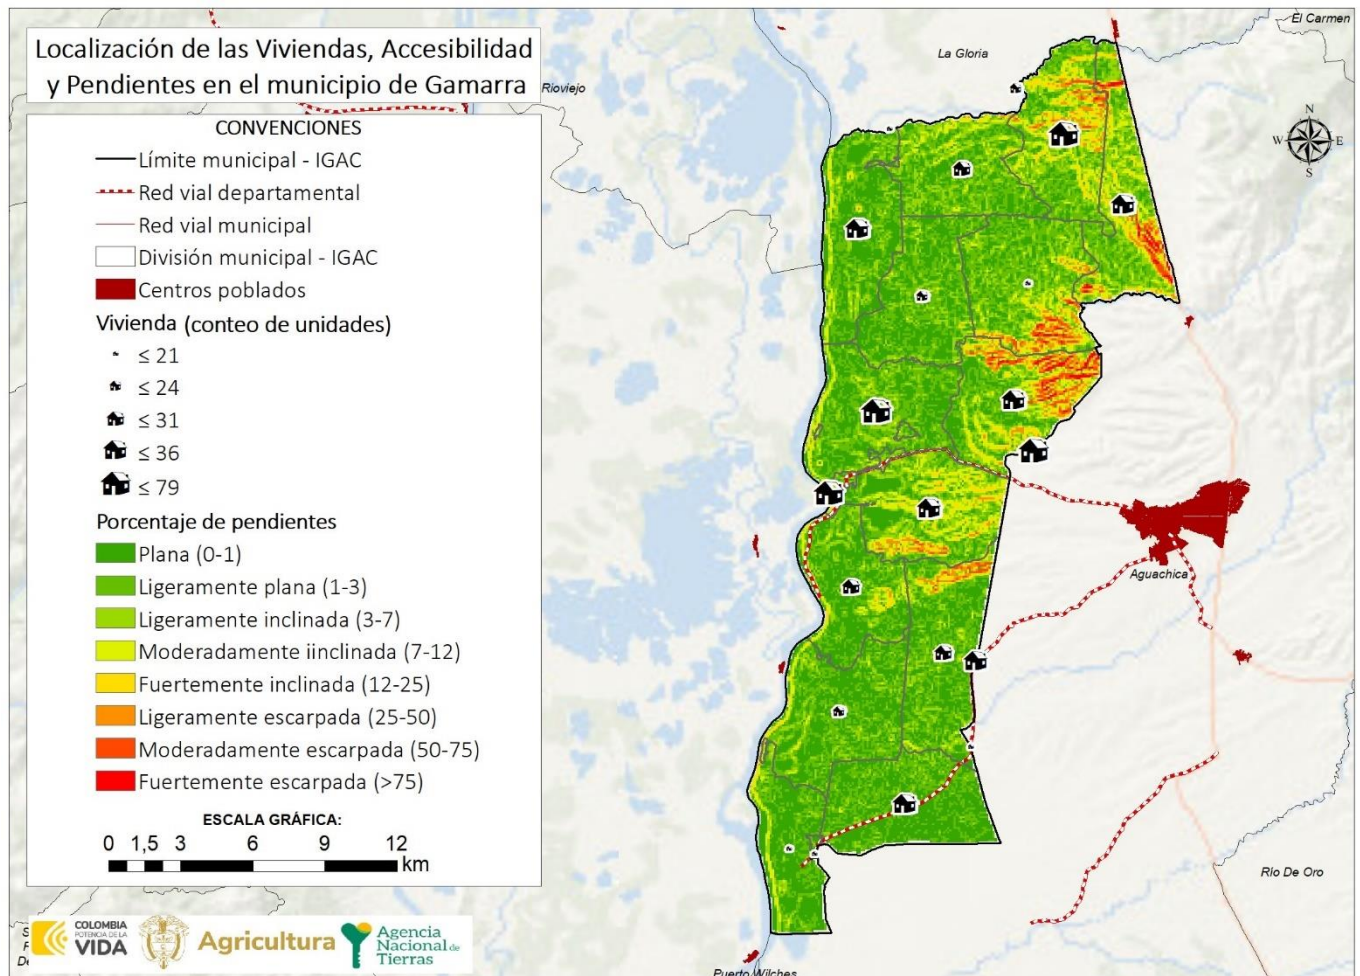 Localización de las Viviendas, Accesibilidad
y Pendientes en el municipio de Gamarra
CONVENCIONES
Límite municipal - IGAC
Red vial departamental
Red vial municipal
División municipal - IGAC
Centros poblados
Vivienda (conteo de unidades)
≤ 21
≤ 24
≤ 31
≤ 36
≤ 79
Porcentaje de pendientes
Plana (0-1)
Ligeramente plana (1-3)
Ligeramente inclinada (3-7)
Moderadamente iinclinada (7-12)
Fuertemente inclinada (12-25)
Ligeramente escarpada (25-50)
Moderadamente escarpada (50-75)
Fuertemente escarpada (>75)
ESCALA GRÁFICA:
0 1,5 3 6 9 12
km
El Carmen
La Gloria
Rioviejo
N
W E
S
Aguachica
Rio De Oro
Puerto Wilches
COLOMBIA
POTENCIA DE LA
VIDA
Agricultura
Agencia
Nacional de
Tierras